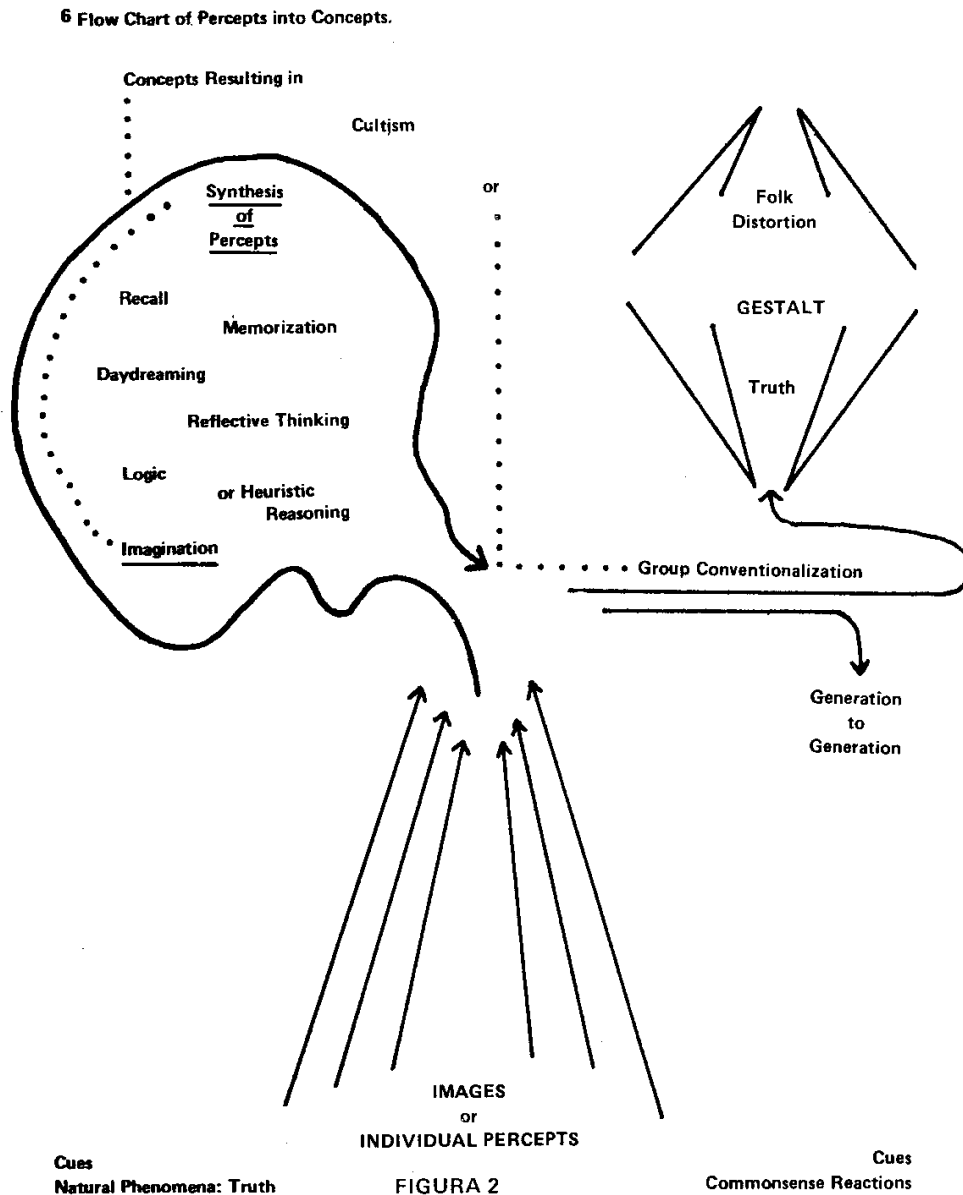 6 Flow Chart of Percepts into Concepts.
Concepts Resulting in
Cultism
or
Synthesis
of
Percepts
Folk
Distortion
Recall
Memorization
GESTALT
Daydreaming
Truth
Reflective Thinking
Logic
or Heuristic
Reasoning
Imagination
Group Conventionalization
Generation
to
Generation
IMAGES
or
INDIVIDUAL PERCEPTS
Cues
Natural Phenomena: Truth
FIGURA 2
Cues
Commonsense Reactions